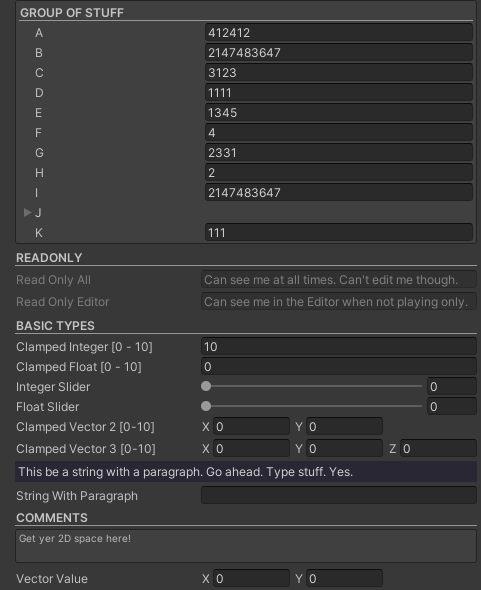 GROUP OF STUFF
A 412412
B 2147483647
C 3123
D 1111
E 1345
F 4
G 2331
H 2
I 2147483647
J
K 111
READONLY
Read Only All Can see me at all times. Can't edit me though.
Read Only Editor Can see me in the Editor when not playing only.
BASIC TYPES
Clamped Integer [0 - 10] 10
Clamped Float [0 - 10] 0
Integer Slider 0
Float Slider 0
Clamped Vector 2 [0-10] X 0 Y 0
Clamped Vector 3 [0-10] X 0 Y 0 Z 0
This be a string with a paragraph. Go ahead. Type stuff. Yes.
String With Paragraph
COMMENTS
Get yer 2D space here!
Vector Value X 0 Y 0